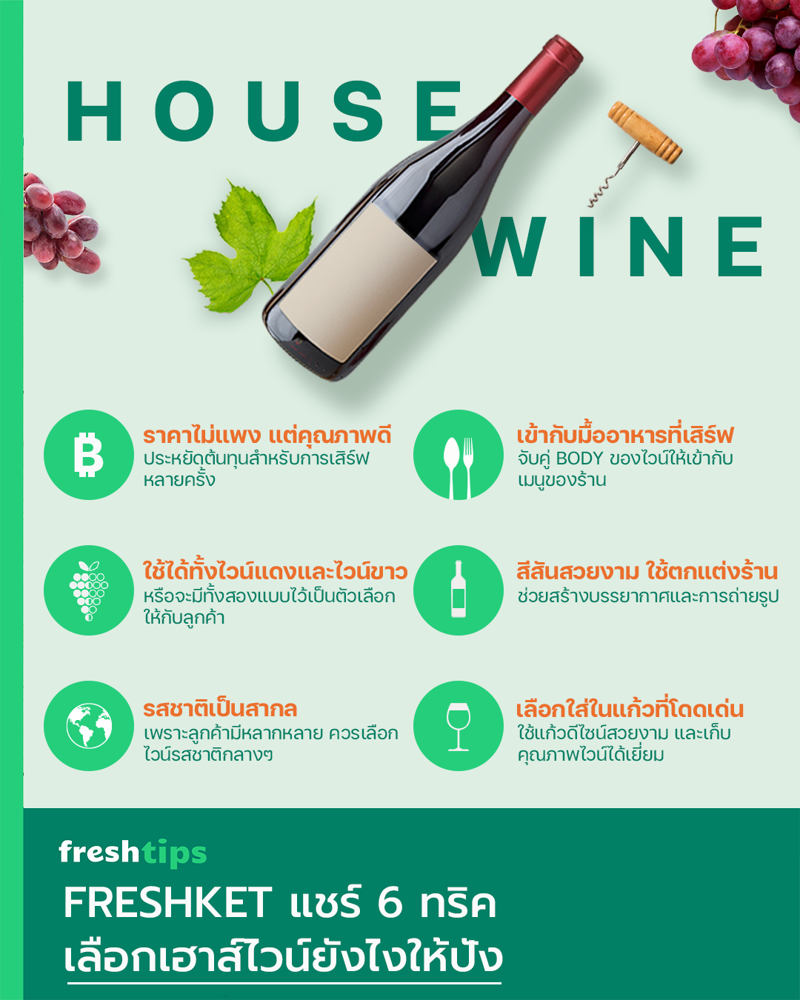 HOUSE
WINE
ราคาไม่แพง แต่คุณภาพดี
ประหยัดต้นทุนสำหรับการเสิร์ฟ
หลายครั้ง
เข้ากับมื้ออาหารที่เสิร์ฟ
จับคู่ BODY ของไวน์ให้เข้ากับ
เมนูของร้าน
ใช้ได้ทั้งไวน์แดงและไวน์ขาว
หรือจะมีทั้งสองแบบไว้เป็นตัวเลือก
ให้กับลูกค้า
สีสันสวยงาม ใช้ตกแต่งร้าน
ช่วยสร้างบรรยากาศและการถ่ายรูป
รสชาติเป็นสากล
เพราะลูกค้ามีหลากหลาย ควรเลือก
ไวน์รสชาติกลางๆ
เลือกใส่ในแก้วที่โดดเด่น
ใช้แก้วดีไซน์สวยงาม และเก็บ
คุณภาพไวน์ได้เยี่ยม
freshtips
FRESHKET แชร์ 6 ทริค
เลือกเฮาส์ไวน์ยังไงให้ปัง